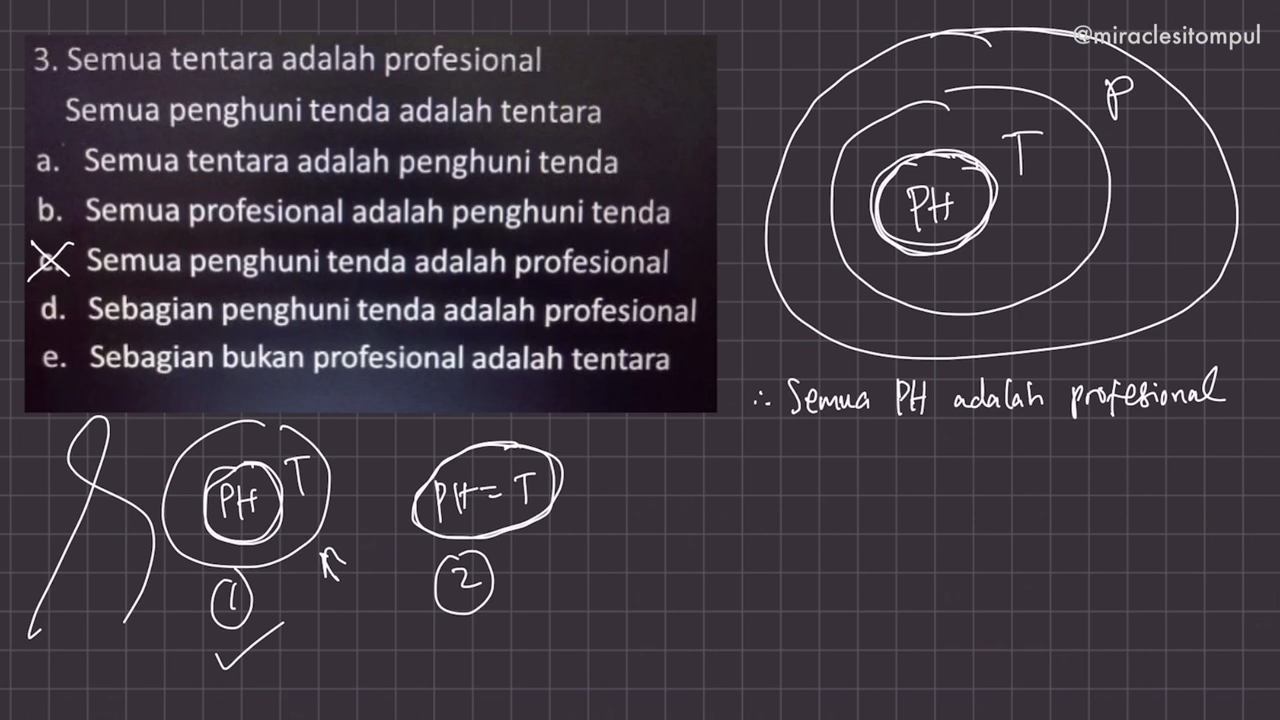 @miraclesitompul
3. Semua tentara adalah profesional
Semua penghuni tenda adalah tentara
a. Semua tentara adalah penghuni tenda
b. Semua profesional adalah penghuni tenda
c. Semua penghuni tenda adalah profesional
d. Sebagian penghuni tenda adalah profesional
e. Sebagian bukan profesional adalah tentara
P
T
PH
∴ Semua PH adalah profesional
PH T
PH = T
1
2